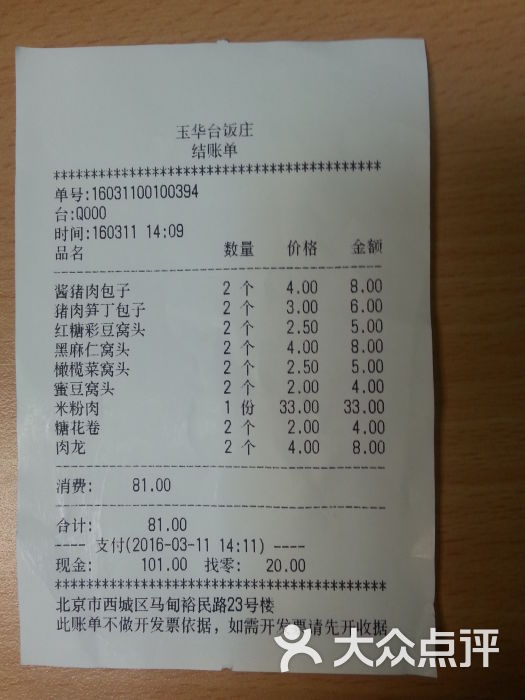 玉华台饭庄
结账单
********************************************
单号:16031100100394
台:Q000
时间:160311 14:09
品名 数量 价格 金额
酱猪肉包子 2 个 4.00 8.00
猪肉笋丁包子 2 个 3.00 6.00
红糖彩豆窝头 2 个 2.50 5.00
黑麻仁窝头 2 个 4.00 8.00
橄榄菜窝头 2 个 2.50 5.00
蜜豆窝头 2 个 2.00 4.00
米粉肉 1 份 33.00 33.00
糖花卷 2 个 2.00 4.00
肉龙 2 个 4.00 8.00
消费: 81.00
合计: 81.00
---- 支付(2016-03-11 14:11) ----
现金: 101.00 找零: 20.00
********************************************
北京市西城区马甸裕民路23号楼
此账单不做开发票依据，如需开发票请先开收据
大众点评